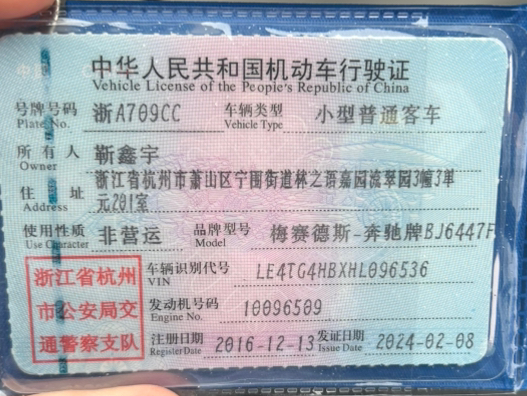 中华人民共和国机动车行驶证
Vehicle License of the People's Republic of China
号牌号码 浙A709CC 车辆类型 小型普通客车
Plate No. Vehicle Type
所有人 靳鑫宇
Owner
住址 浙江省杭州市萧山区宁围街道林之语嘉园流翠园3幢3单
Address 元201室
使用性质 非营运 品牌型号 梅赛德斯-奔驰牌BJ6447F
Use Character Model
浙江省杭州
市公安局交
通警察支队
车辆识别代号 LE4TG4HBXHL096536
VIN
发动机号码 10096509
Engine No.
注册日期 2016-12-13 发证日期 2024-02-08
Register Date Issue Date